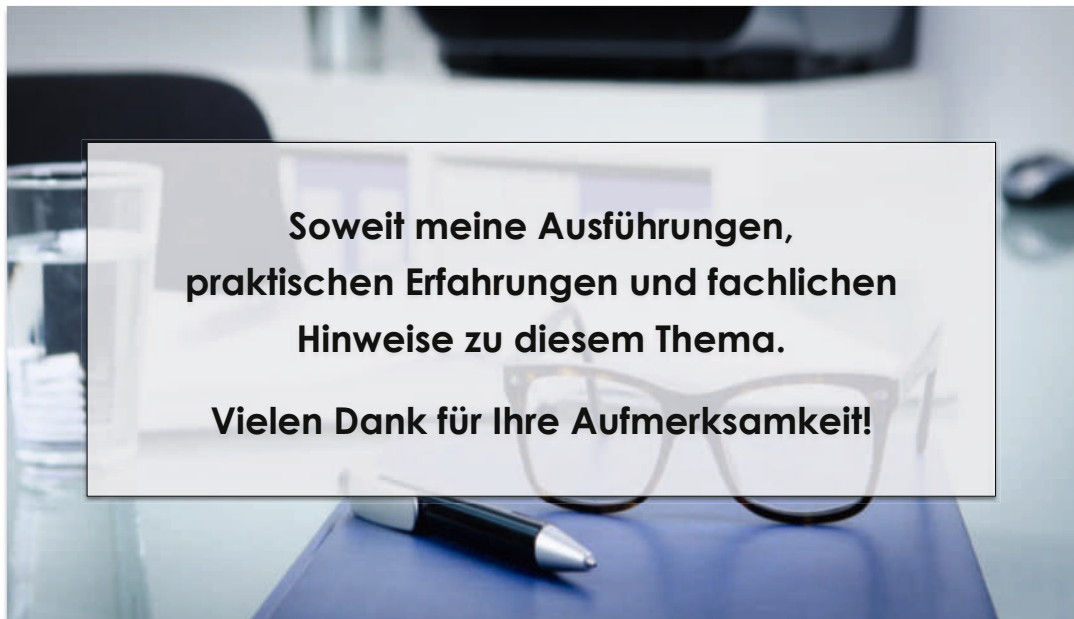 Soweit meine Ausführungen,
praktischen Erfahrungen und fachlichen
Hinweise zu diesem Thema.
Vielen Dank für Ihre Aufmerksamkeit!